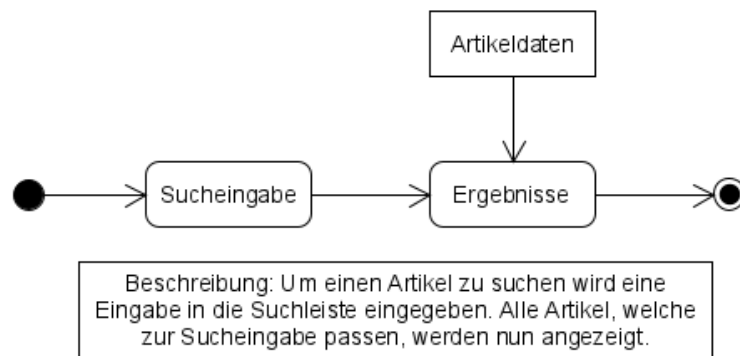 Artikeldaten
Sucheingabe
Ergebnisse
Beschreibung: Um einen Artikel zu suchen wird eine
Eingabe in die Suchleiste eingegeben. Alle Artikel, welche
zur Sucheingabe passen, werden nun angezeigt.